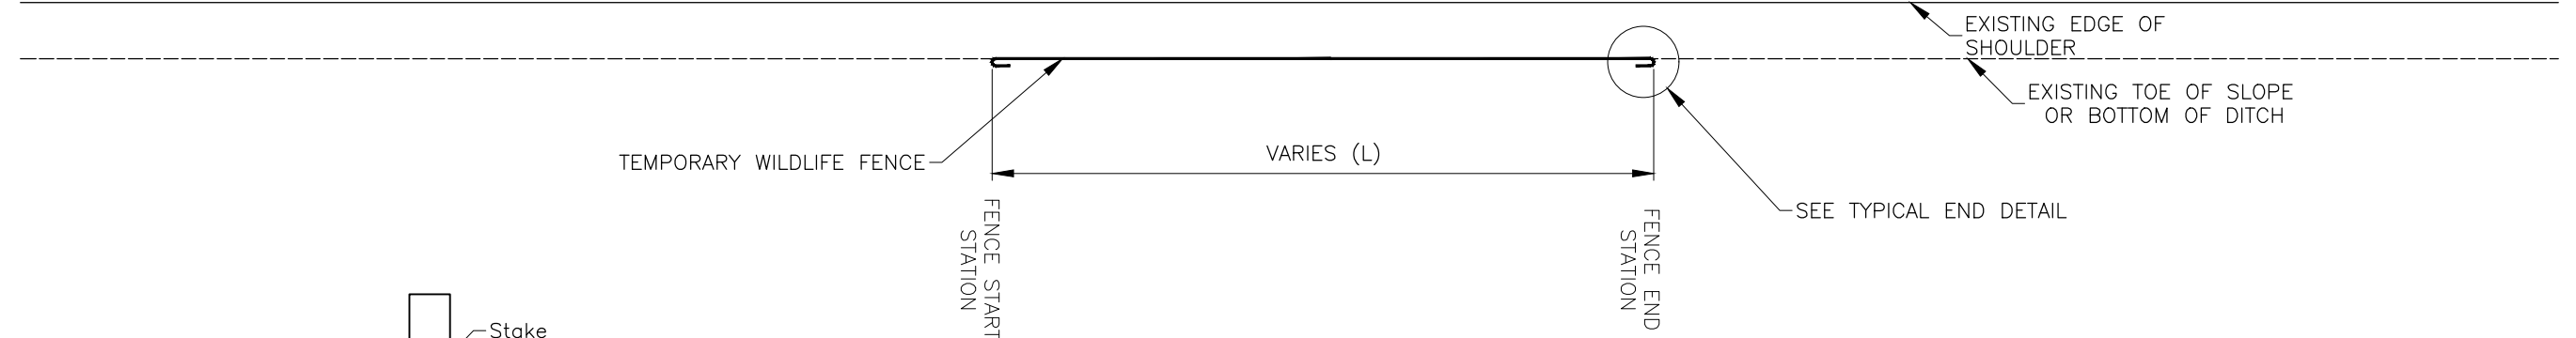 EXISTING EDGE OF
SHOULDER
EXISTING TOE OF SLOPE
OR BOTTOM OF DITCH
TEMPORARY WILDLIFE FENCE
VARIES (L)
SEE TYPICAL END DETAIL
FENCE START
STATION
FENCE END
STATION
Stake